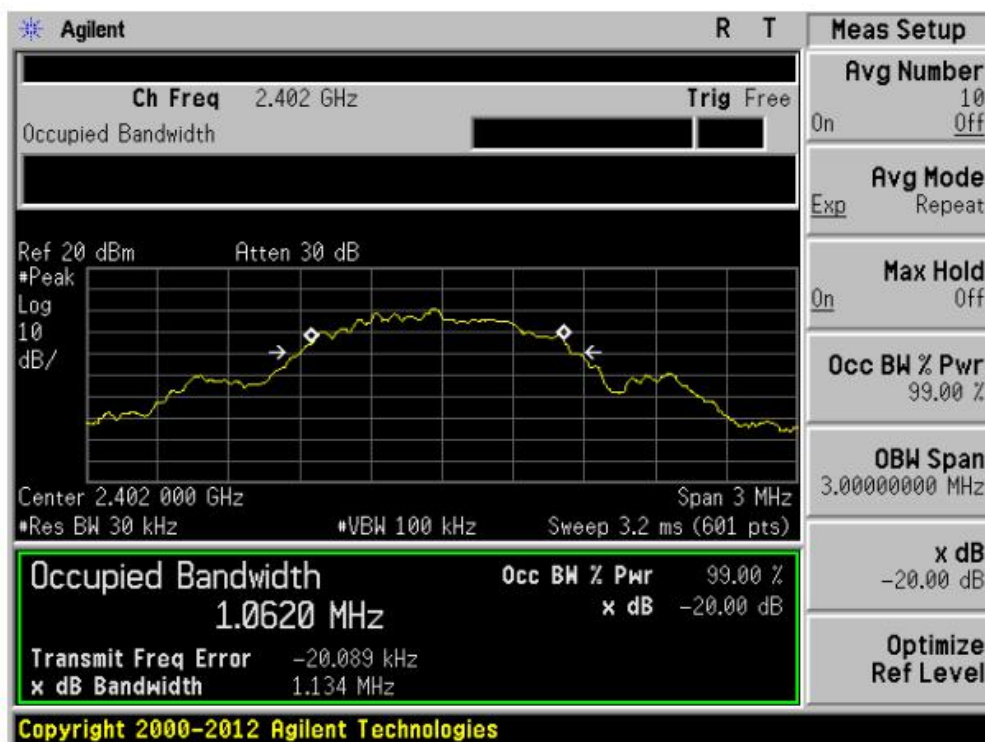 Agilent R T
Ch Freq 2.402 GHz Trig Free
Occupied Bandwidth
Ref 20 dBm Atten 30 dB
#Peak
Log
10
dB/
Center 2.402 000 GHz Span 3 MHz
#Res BW 30 kHz #VBW 100 kHz Sweep 3.2 ms (601 pts)
Occupied Bandwidth Occ BW % Pwr 99.00 %
1.0620 MHz x dB -20.00 dB
Transmit Freq Error -20.089 kHz
x dB Bandwidth 1.134 MHz
Copyright 2000-2012 Agilent Technologies
Meas Setup
Avg Number
10
On Off
Avg Mode
Exp Repeat
Max Hold
On Off
Occ BW % Pwr
99.00 %
OBW Span
3.00000000 MHz
x dB
-20.00 dB
Optimize
Ref Level